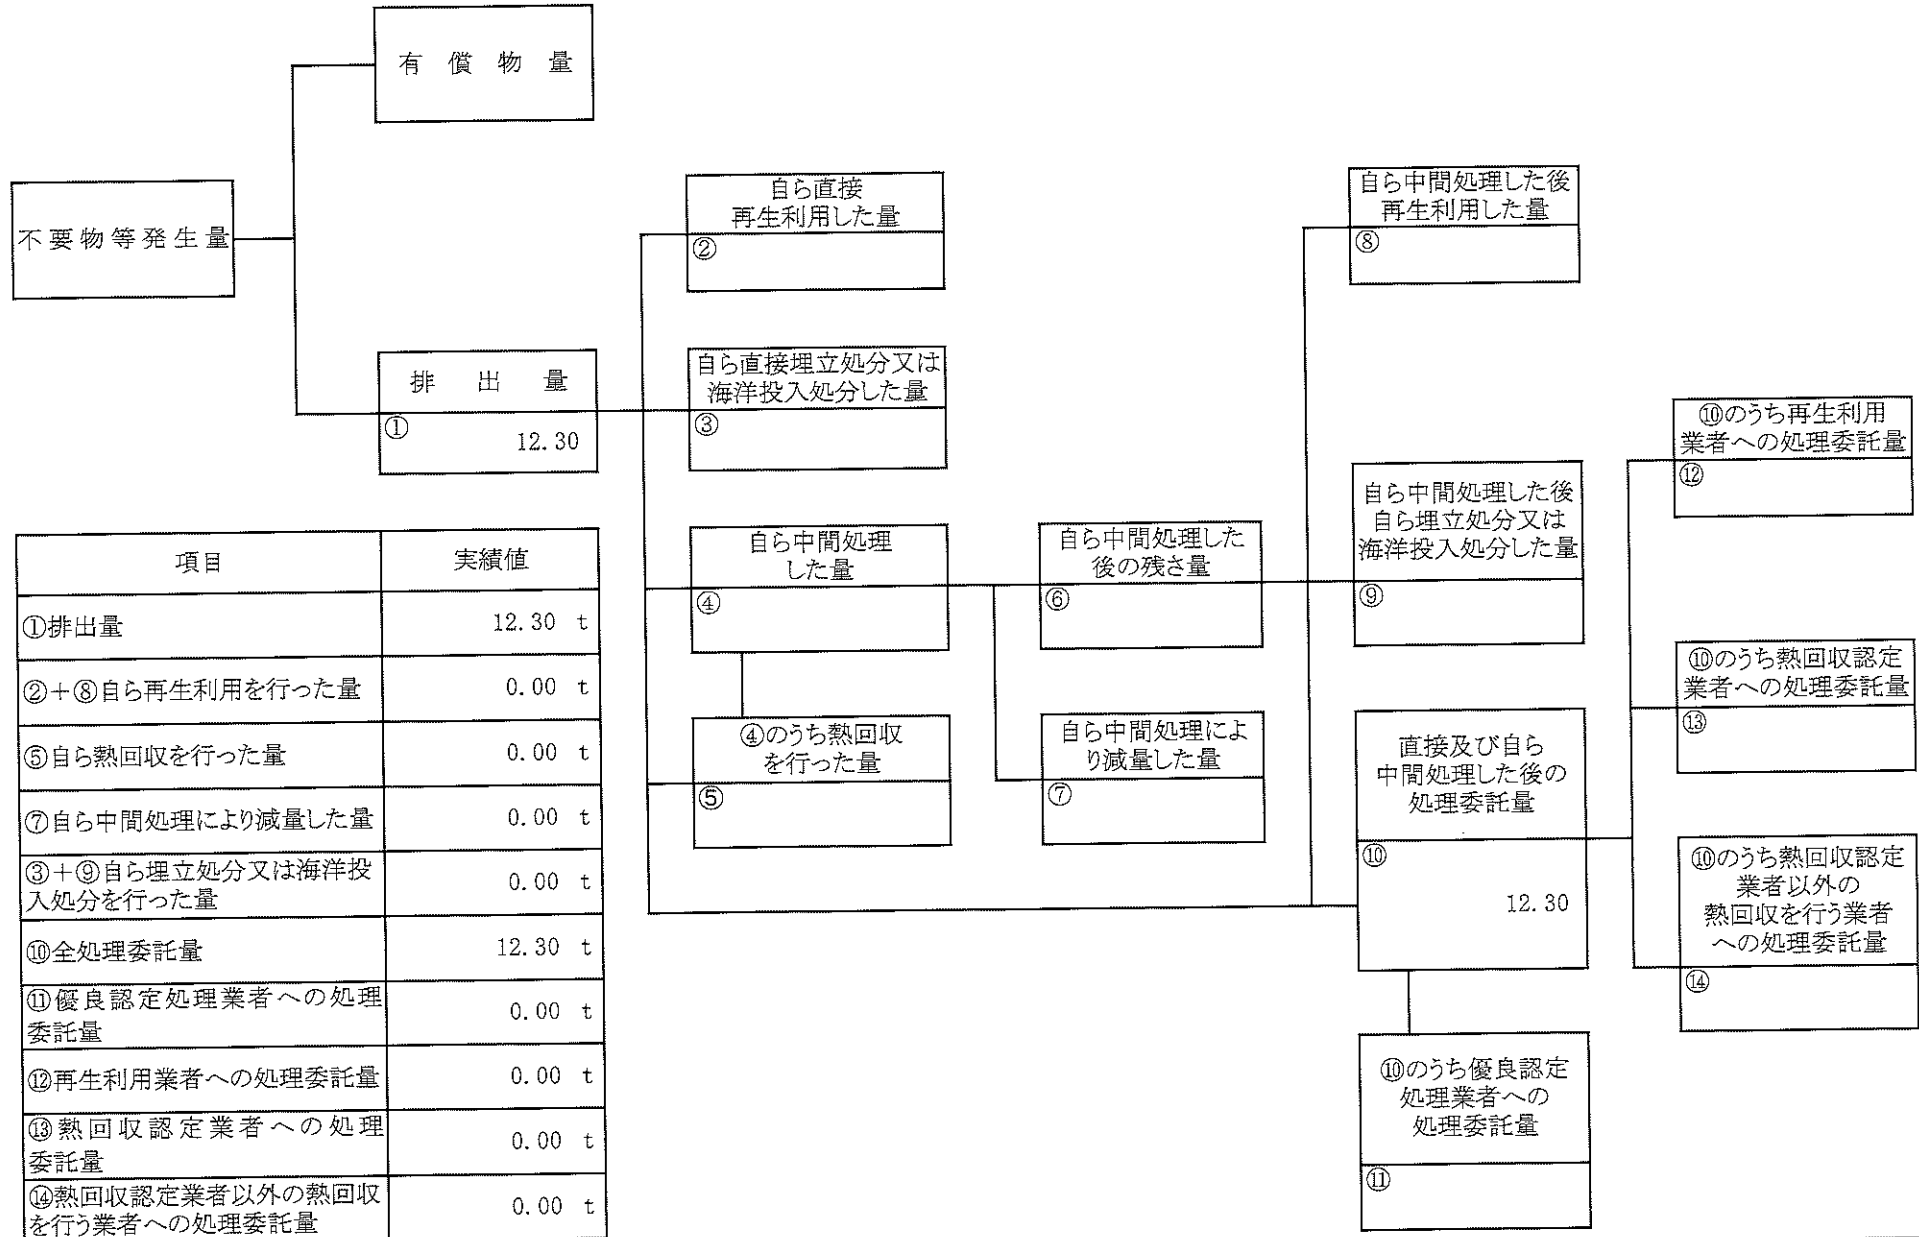 有償物量
不要物等発生量
排出量
①
12.30
自ら直接
再生利用した量
②
自ら直接埋立処分又は
海洋投入処分した量
③
自ら中間処理
した量
④
④のうち熱回収
を行った量
⑤
自ら中間処理した
後の残さ量
⑥
自ら中間処理によ
り減量した量
⑦
自ら中間処理した後
再生利用した量
⑧
自ら中間処理した後
自ら埋立処分又は
海洋投入処分した量
⑨
直接及び自ら
中間処理した後の
処理委託量
⑩
12.30
⑩のうち優良認定
処理業者への
処理委託量
⑪
⑩のうち再生利用
業者への処理委託量
⑫
⑩のうち熱回収認定
業者への処理委託量
⑬
⑩のうち熱回収認定
業者以外の
熱回収を行う業者
への処理委託量
⑭
項目 実績値
①排出量 12.30 t
②+⑧自ら再生利用を行った量 0.00 t
⑤自ら熱回収を行った量 0.00 t
⑦自ら中間処理により減量した量 0.00 t
③+⑨自ら埋立処分又は海洋投
入処分を行った量 0.00 t
⑩全処理委託量 12.30 t
⑪優良認定処理業者への処理
委託量 0.00 t
⑫再生利用業者への処理委託量 0.00 t
⑬熱回収認定業者への処理
委託量 0.00 t
⑭熱回収認定業者以外の熱回収
を行う業者への処理委託量 0.00 t